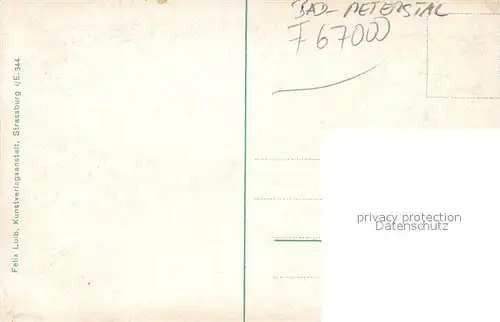 BAD-PETERSTAL
F 67000
Felix Luib, Kunstverlagsanstalt, Strassburg i/E. 344
privacy protection
Datenschutz